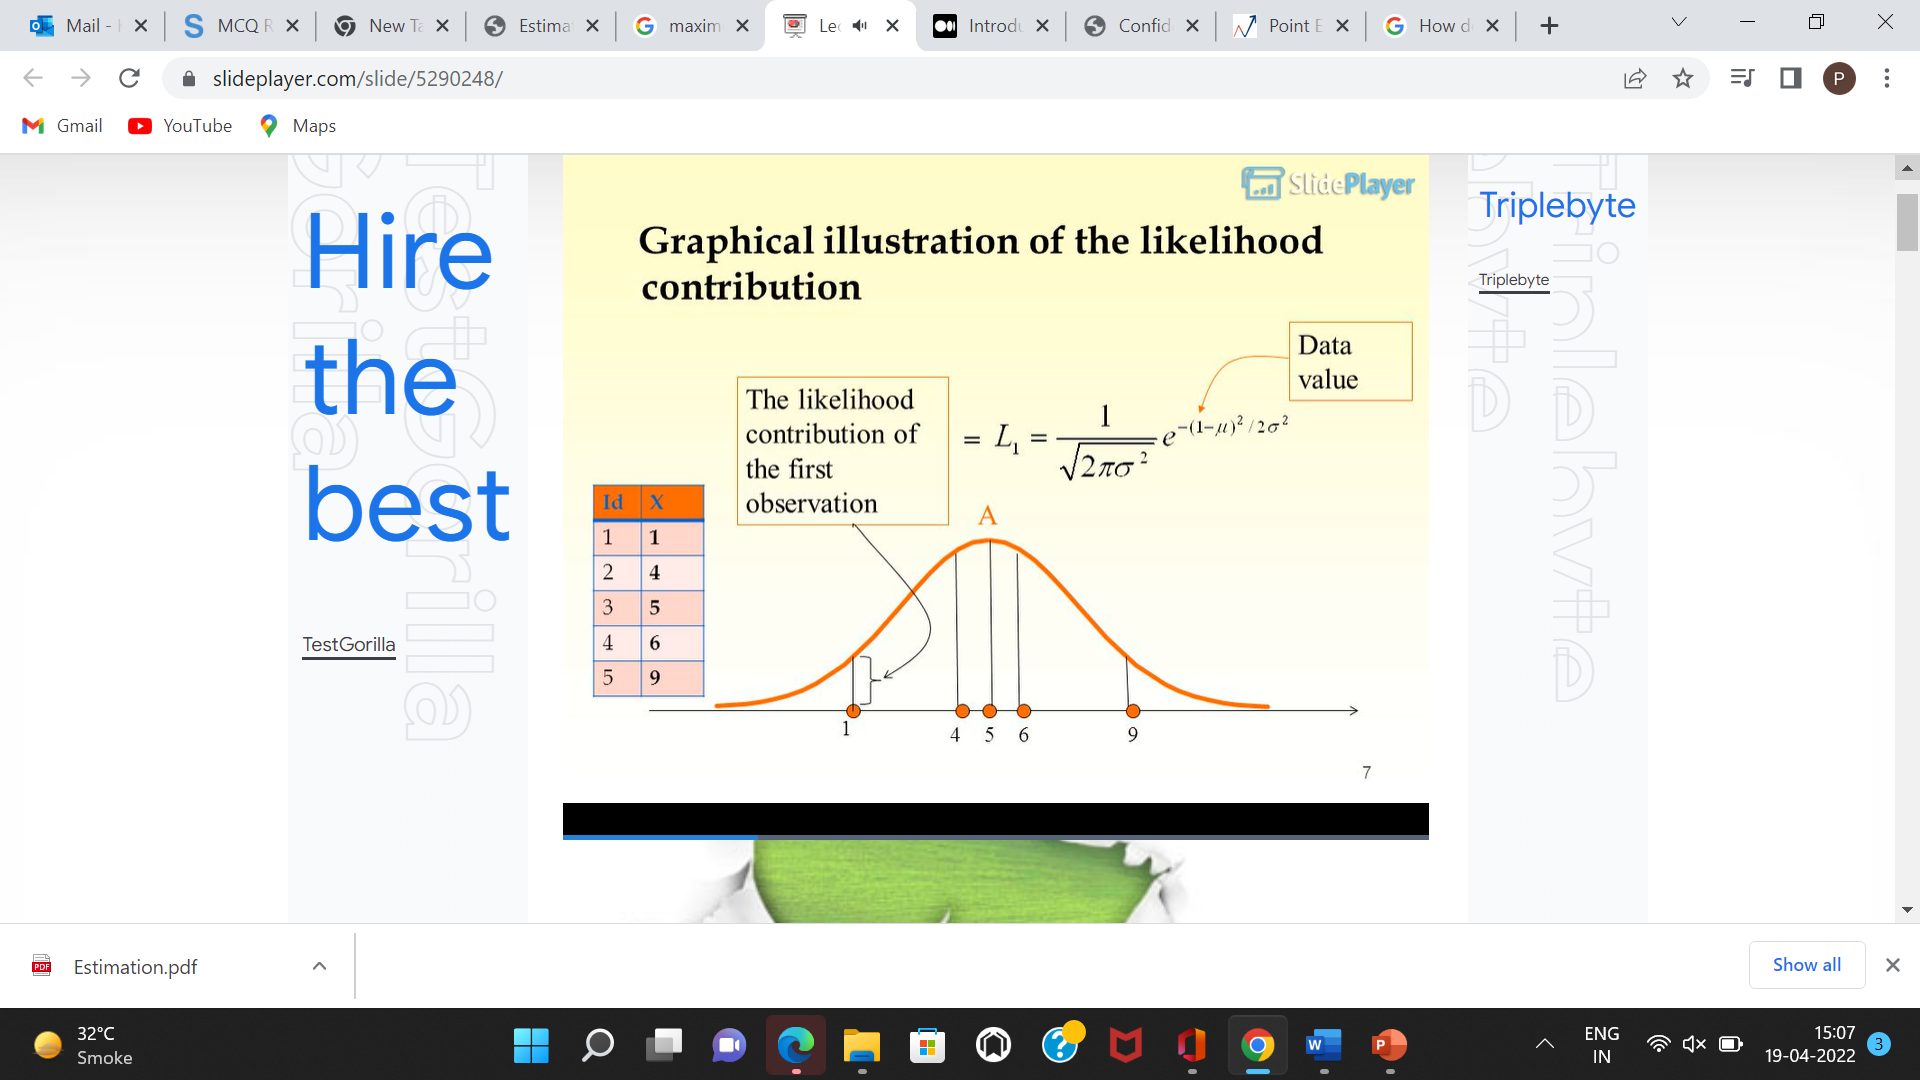 Mail -
MCQ R
New Ta
Estima
maxim
Lec
Introdu
Confid
Point E
How d
slideplayer.com/slide/5290248/
P
Gmail
YouTube
Maps
Hire
the
best
TestGorilla
TestGorilla
SlidePlayer
Graphical illustration of the likelihood
contribution
Data
value
The likelihood
contribution of
the first
observation
= L₁ = 1/√(2πσ²) e^(-(1-μ)²/2σ²)
Id X
1 1
2 4
3 5
4 6
5 9
A
1 4 5 6 9
7
Triplebyte
Triplebyte
Triplebyte
Estimation.pdf
Show all
32°C
Smoke
ENG
IN
15:07
19-04-2022
3